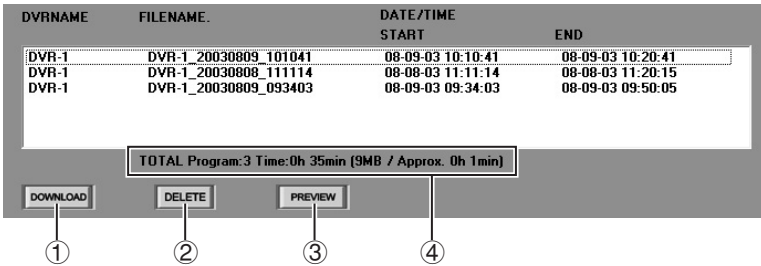 DVRNAME FILENAME. DATE/TIME
START END
DVR-1 DVR-1_20030809_101041 08-09-03 10:10:41 08-09-03 10:20:41
DVR-1 DVR-1_20030808_111114 08-08-03 11:11:14 08-08-03 11:20:15
DVR-1 DVR-1_20030809_093403 08-09-03 09:34:03 08-09-03 09:50:05
TOTAL Program:3 Time:0h 35min (9MB / Approx. 0h 1min)
DOWNLOAD DELETE PREVIEW
① ② ③ ④